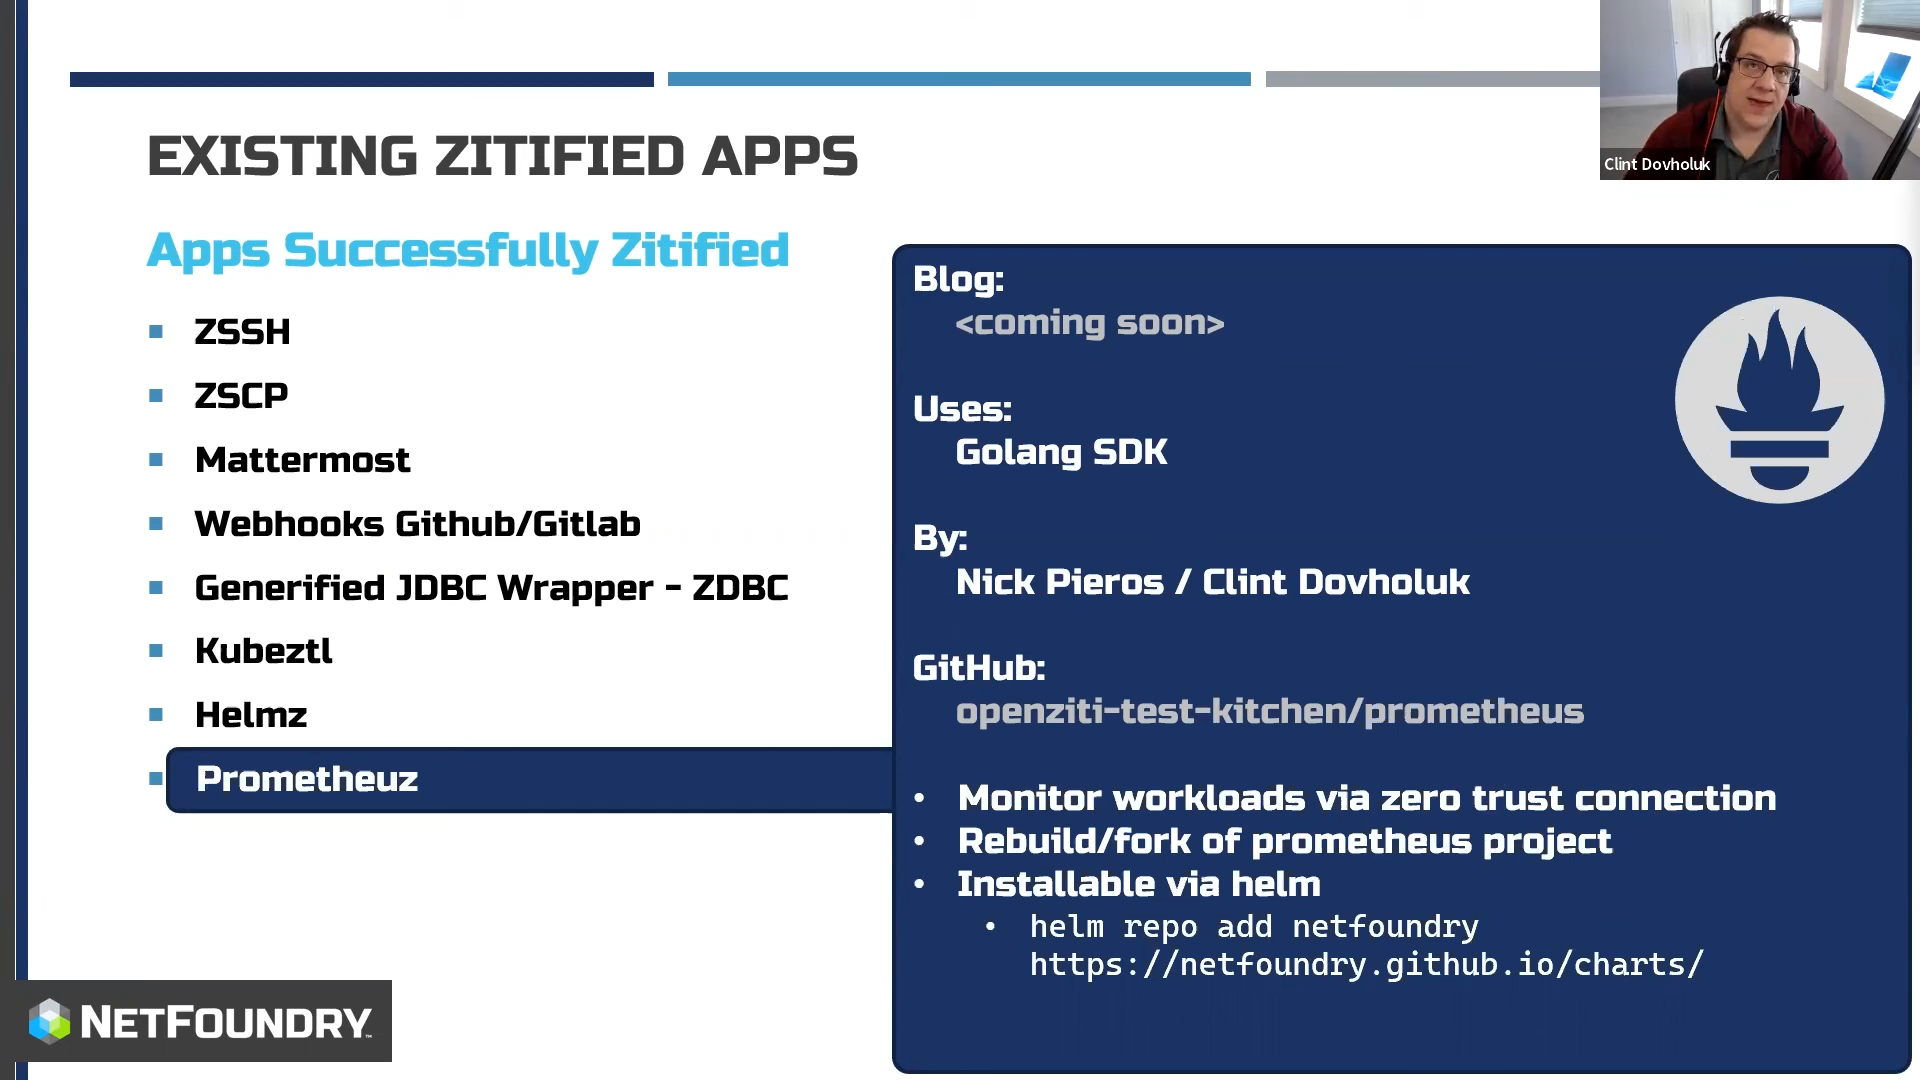 Clint Dovholuk
EXISTING ZITIFIED APPS
Apps Successfully Zitified
ZSSH
ZSCP
Mattermost
Webhooks Github/Gitlab
Generified JDBC Wrapper - ZDBC
Kubeztl
Helmz
Prometheuz
Blog:
<coming soon>
Uses:
Golang SDK
By:
Nick Pieros / Clint Dovholuk
GitHub:
openziti-test-kitchen/prometheus
• Monitor workloads via zero trust connection
• Rebuild/fork of prometheus project
• Installable via helm
• helm repo add netfoundry
https://netfoundry.github.io/charts/
NETFOUNDRY™